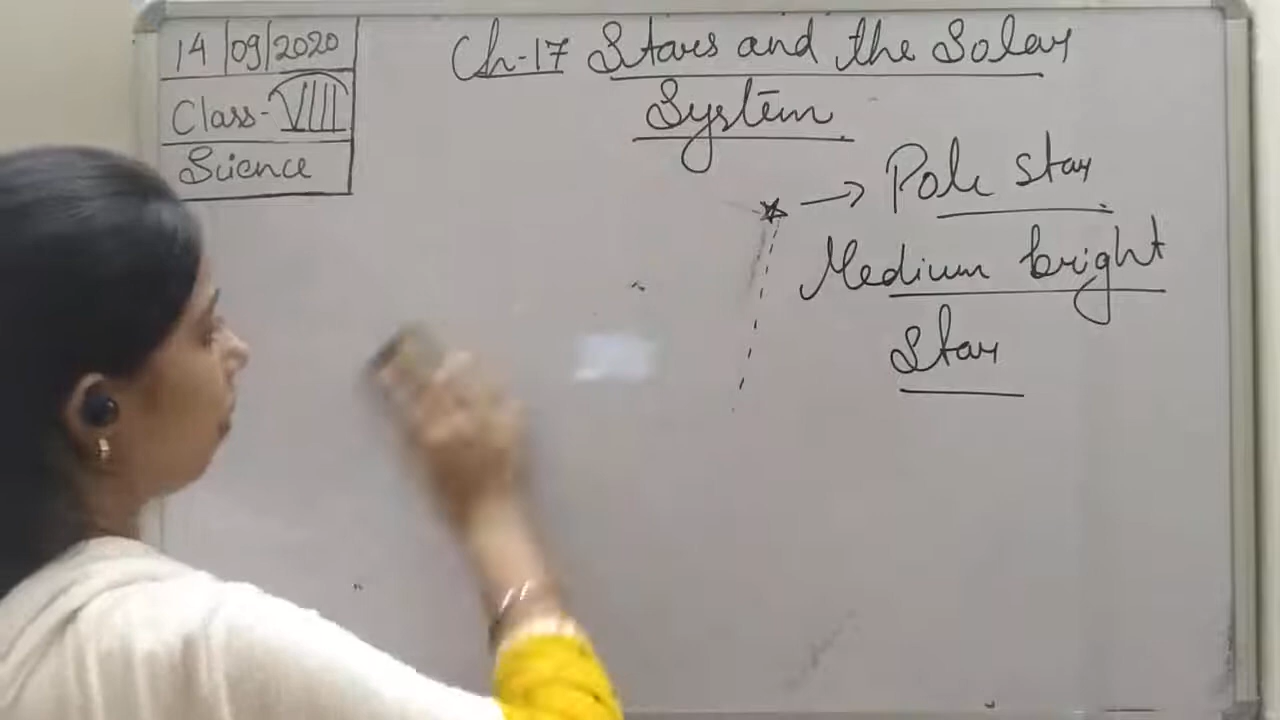 14/09/2020
Class-VIII
Science
Ch-17 Stars and the Solar
System
Pole star
Medium bright
Star